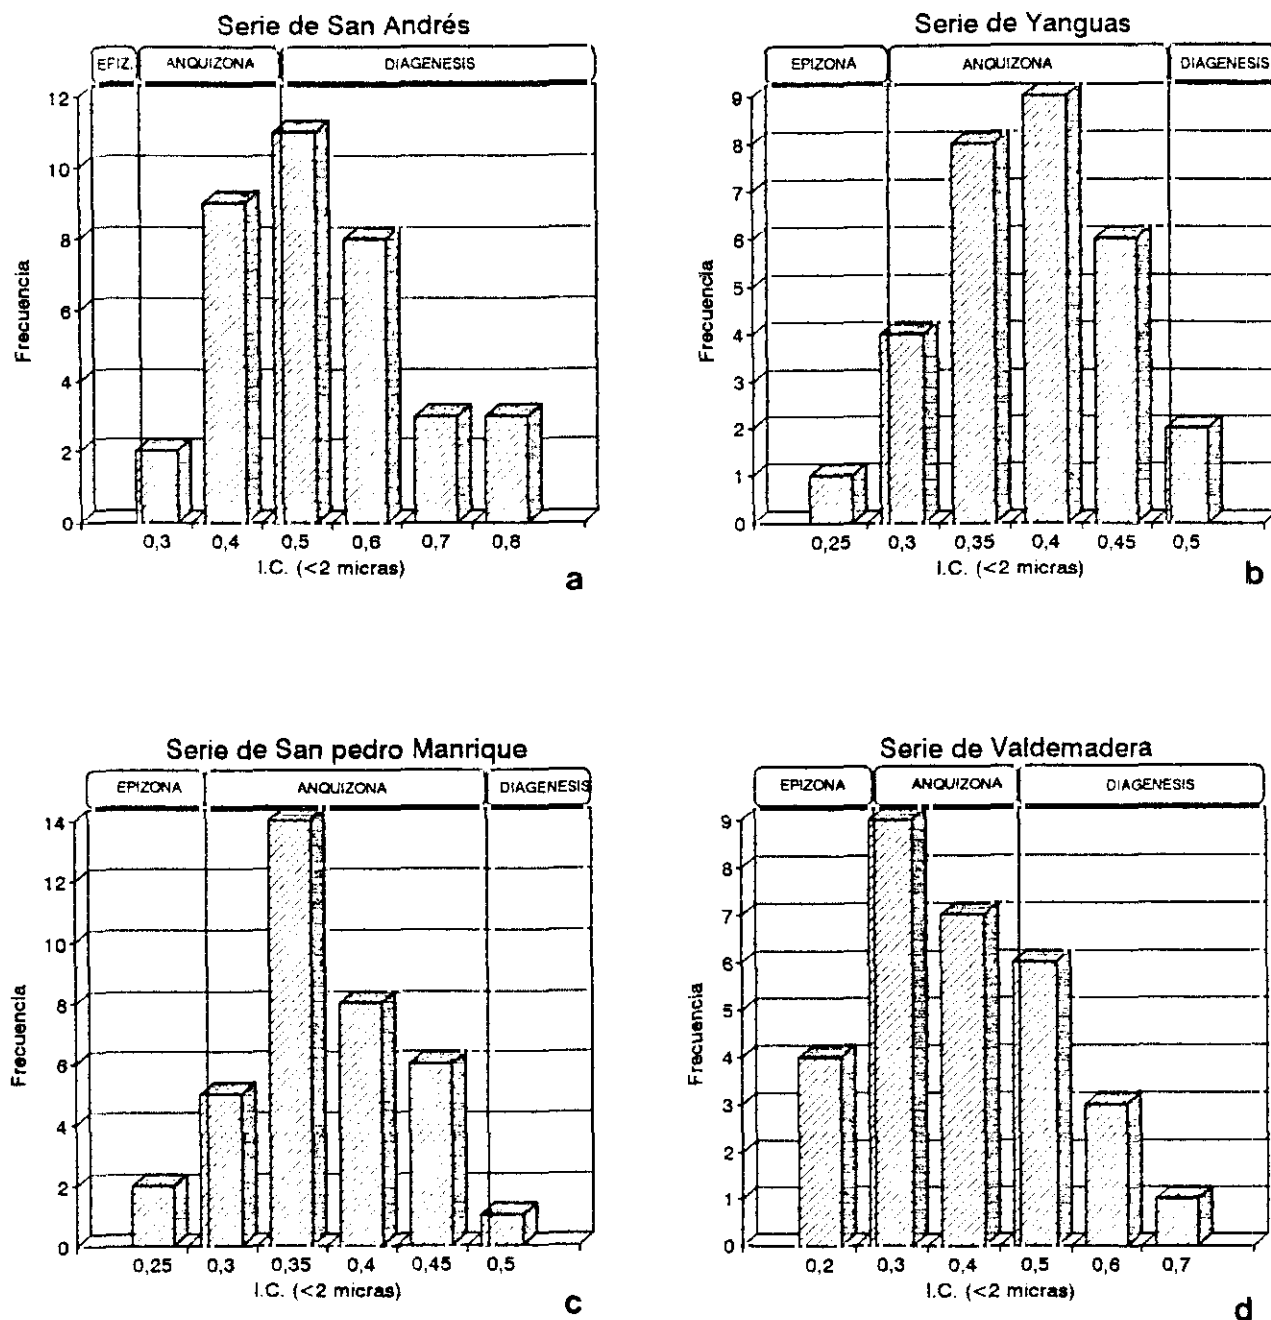 Serie de San Andrés
EPIZ. ANQUIZONA DIAGENESIS
12
10
8
6
4
2
0
Frecuencia
0,3 0,4 0,5 0,6 0,7 0,8
I.C. (<2 micras)
a
Serie de Yanguas
EPIZONA ANQUIZONA DIAGENESIS
9
8
7
6
5
4
3
2
1
0
Frecuencia
0,25 0,3 0,35 0,4 0,45 0,5
I.C. (<2 micras)
b
Serie de San pedro Manrique
EPIZONA ANQUIZONA DIAGENESIS
14
12
10
8
6
4
2
0
Frecuencia
0,25 0,3 0,35 0,4 0,45 0,5
I.C. (<2 micras)
c
Serie de Valdemadera
EPIZONA ANQUIZONA DIAGENESIS
9
8
7
6
5
4
3
2
1
0
Frecuencia
0,2 0,3 0,4 0,5 0,6 0,7
I.C. (<2 micras)
d